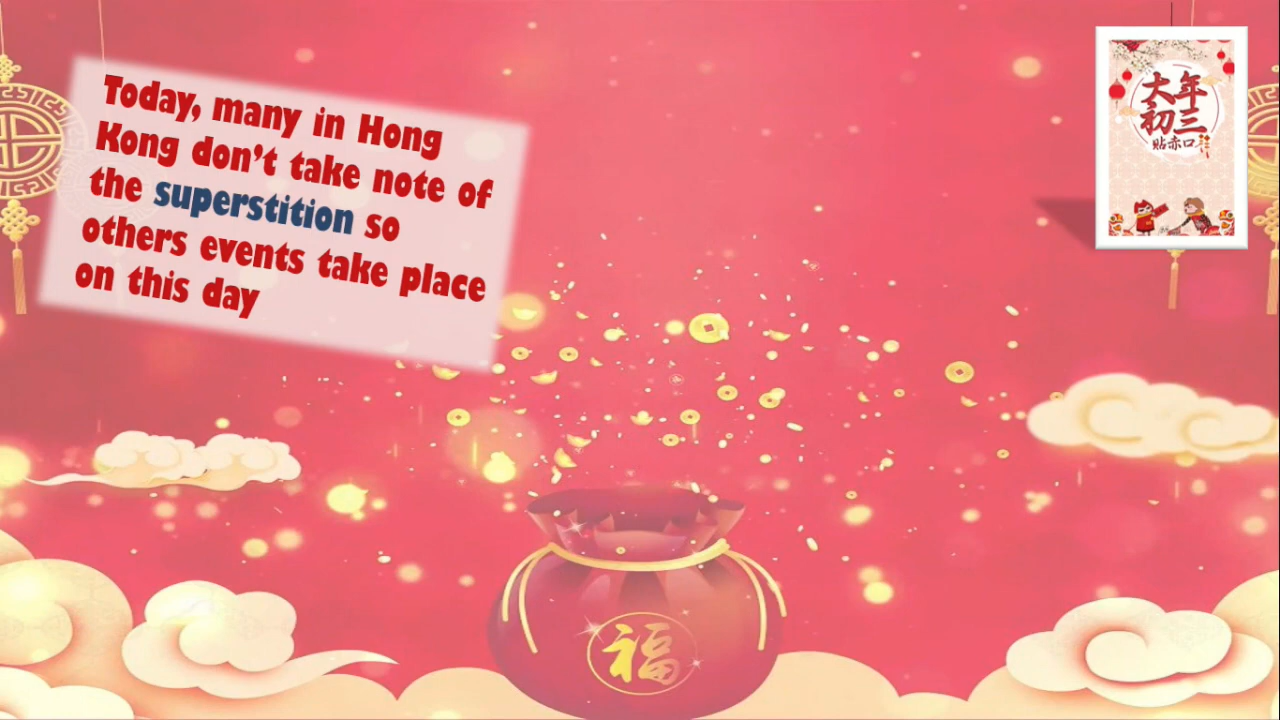 Today, many in Hong
Kong don't take note of
the superstition so
others events take place
on this day
大年
初三
貼赤口
福